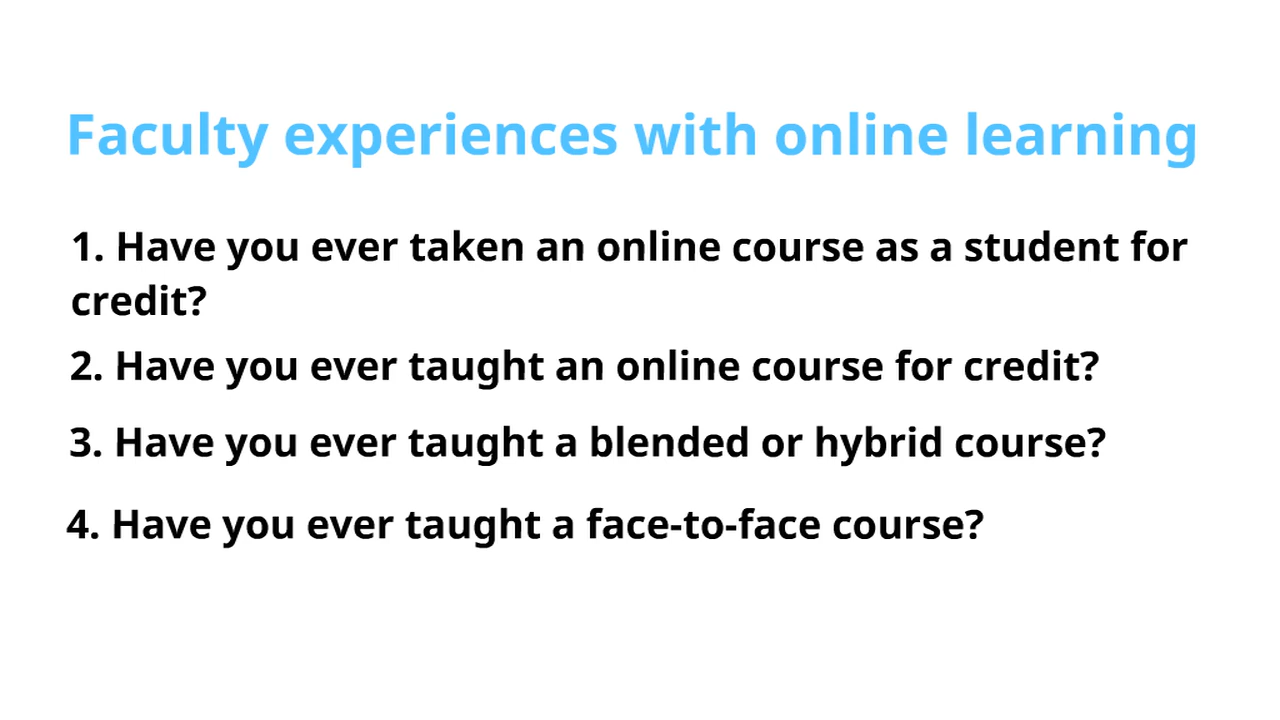 Faculty experiences with online learning
1. Have you ever taken an online course as a student for
credit?
2. Have you ever taught an online course for credit?
3. Have you ever taught a blended or hybrid course?
4. Have you ever taught a face-to-face course?